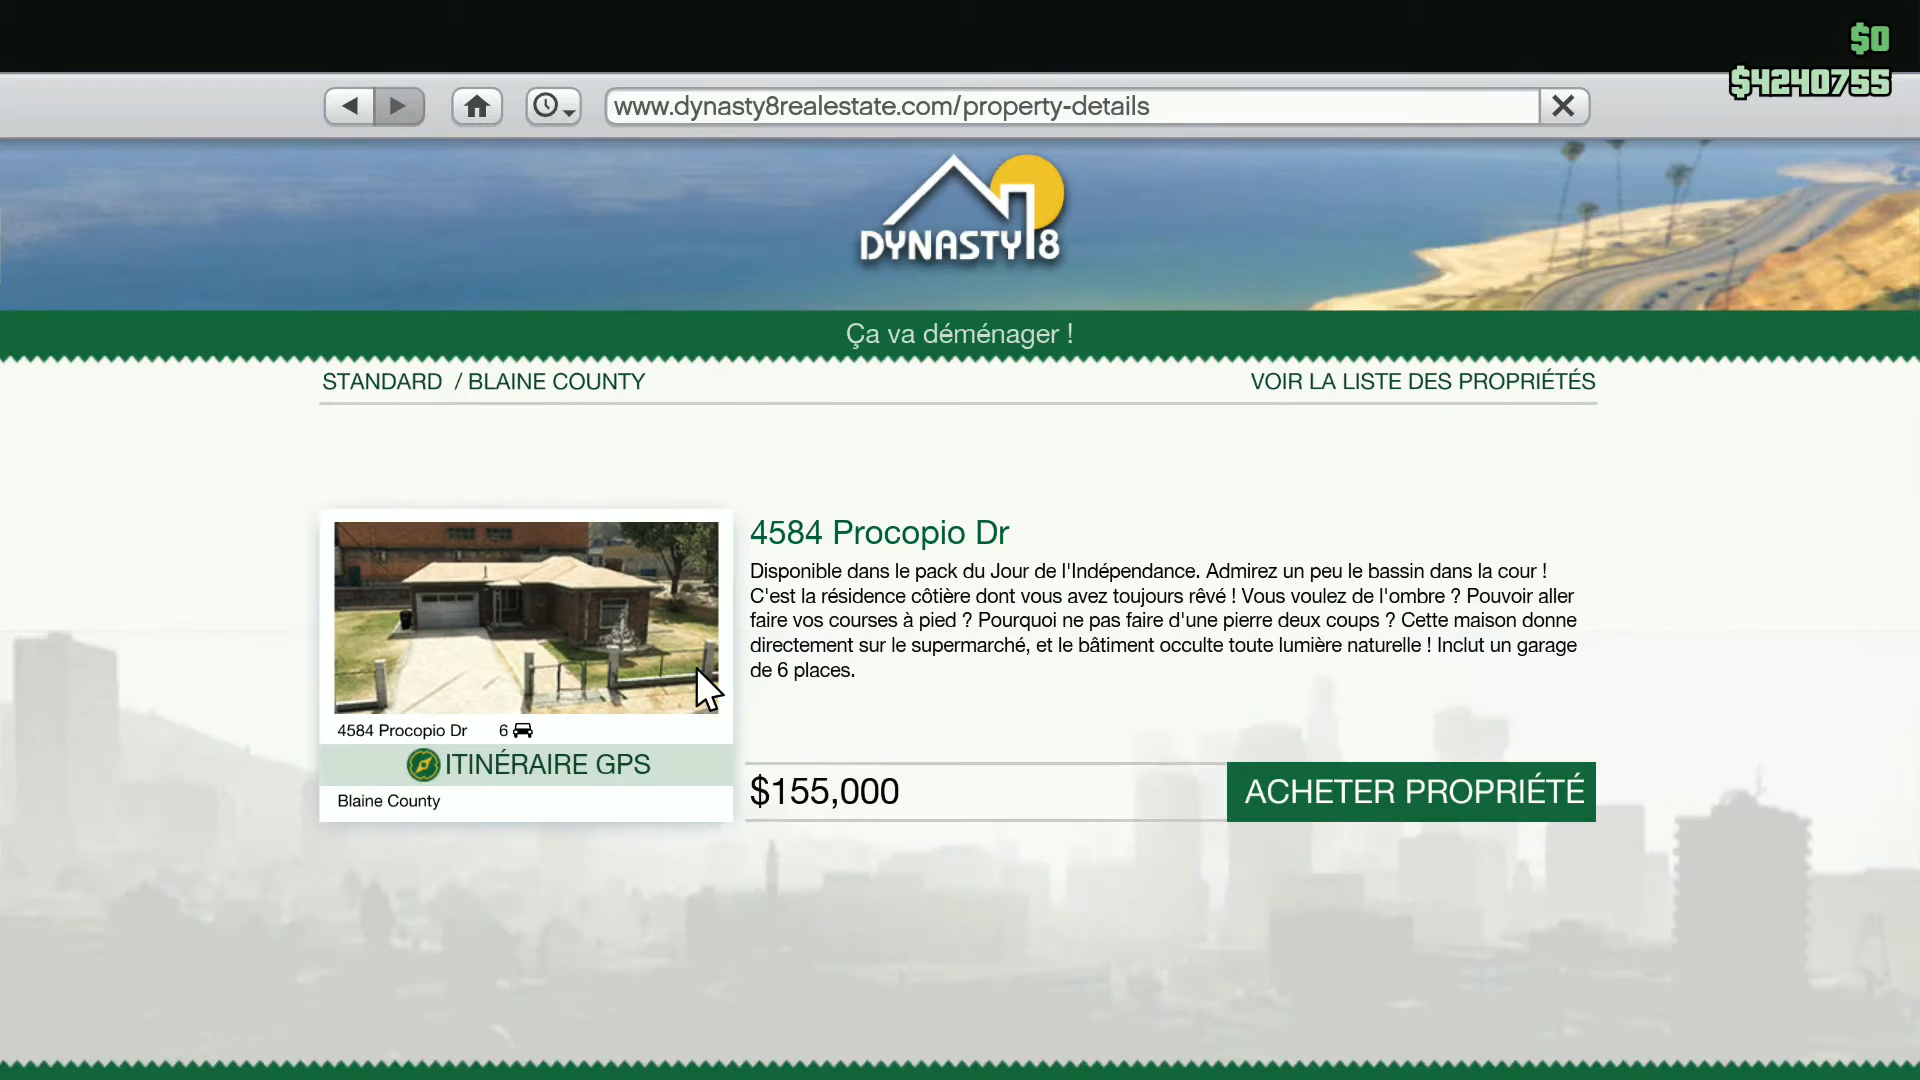 $0
$4240755
www.dynasty8realestate.com/property-details
DYNASTY 8
Ça va déménager !
STANDARD / BLAINE COUNTY
VOIR LA LISTE DES PROPRIÉTÉS
4584 Procopio Dr
Disponible dans le pack du Jour de l'Indépendance. Admirez un peu le bassin dans la cour !
C'est la résidence côtière dont vous avez toujours rêvé ! Vous voulez de l'ombre ? Pouvoir aller
faire vos courses à pied ? Pourquoi ne pas faire d'une pierre deux coups ? Cette maison donne
directement sur le supermarché, et le bâtiment occulte toute lumière naturelle ! Inclut un garage
de 6 places.
4584 Procopio Dr 6
ITINÉRAIRE GPS
Blaine County
$155,000
ACHETER PROPRIÉTÉ